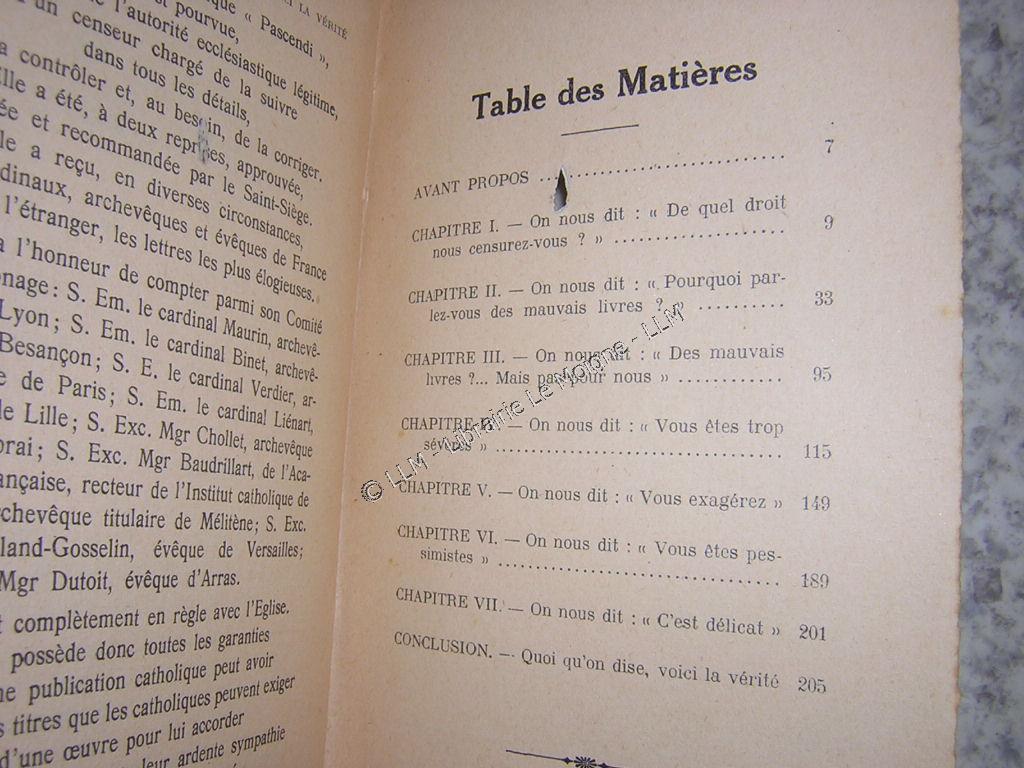 ICI LA VÉRITÉ
est pourvue,
que « Pascendi »,
l'autorité ecclésiastique légitime,
d'un censeur chargé de la suivre
dans tous les détails,
contrôler et, au besoin, de la corriger.
Elle a été, à deux reprises, approuvée,
et recommandée par le Saint-Siège.
a reçu, en diverses circonstances,
archevêques et évêques de France
l'étranger, les lettres les plus élogieuses.
l'honneur de compter parmi son Comité
S. Em. le cardinal Maurin, archevê-
Lyon; S. Em. le cardinal Binet, archevê-
Besançon; S. E. le cardinal Verdier, ar-
de Paris; S. Em. le cardinal Liénart,
de Lille; S. Exc. Mgr Chollet, archevêque
S. Exc. Mgr Baudrillart, de l'Aca-
recteur de l'Institut catholique de
titulaire de Mélitène; S. Exc.
land-Gosselin, évêque de Versailles;
Mgr Dutoit, évêque d'Arras.
complètement en règle avec l'Eglise.
possède donc toutes les garanties
publication catholique peut avoir
titres que les catholiques peuvent exiger
d'une œuvre pour lui accorder
leur ardente sympathie
Table des Matières
AVANT PROPOS .......... 7
CHAPITRE I. — On nous dit : « De quel droit
nous censurez-vous ? » .......... 9
CHAPITRE II. — On nous dit : « Pourquoi par-
lez-vous des mauvais livres ? » .......... 33
CHAPITRE III. — On nous dit : « Des mauvais
livres ?... Mais pas pour nous » .......... 95
CHAPITRE IV. — On nous dit : « Vous êtes trop
sévères » .......... 115
CHAPITRE V. — On nous dit : « Vous exagérez » 149
CHAPITRE VI. — On nous dit : « Vous êtes pes-
simistes » .......... 189
CHAPITRE VII. — On nous dit : « C'est délicat » 201
CONCLUSION. — Quoi qu'on dise, voici la vérité 205
© LLM - Librairie Le Moigne - LLM